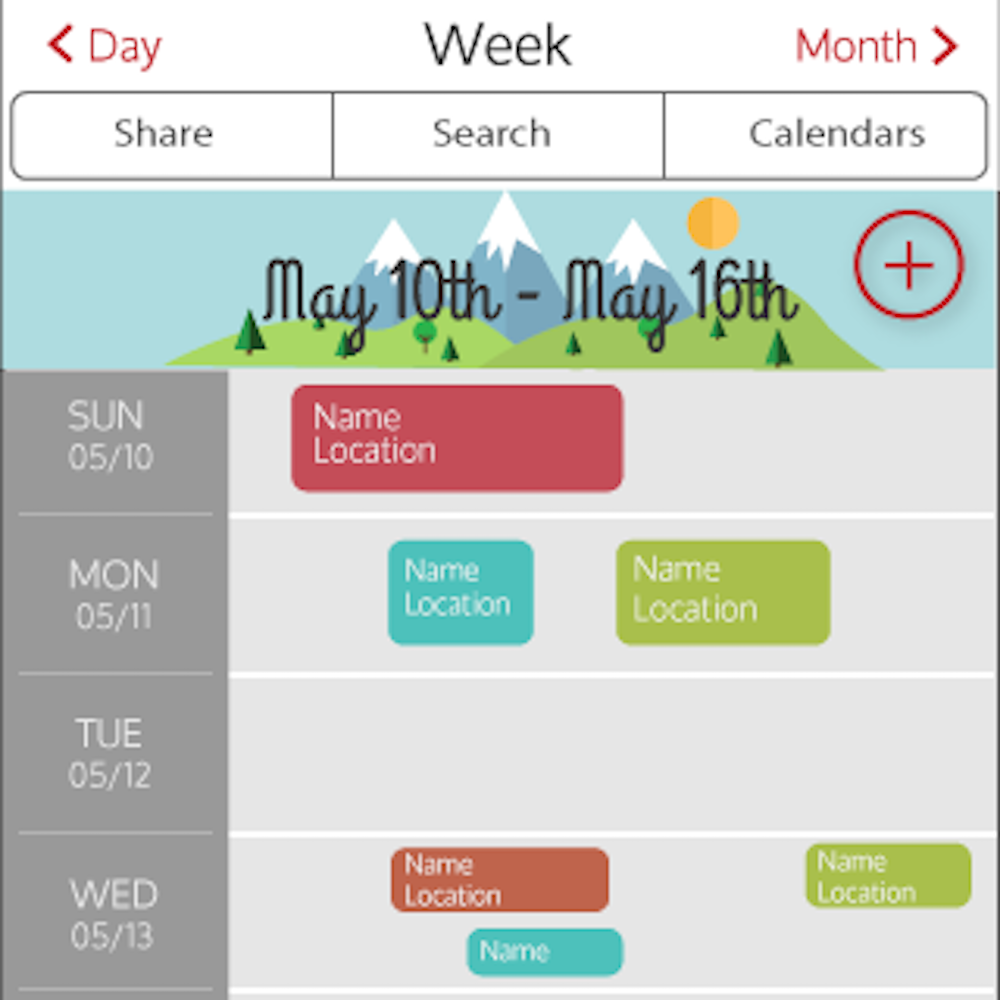 Day
Week
Month
Share
Search
Calendars
May 10th - May 16th
SUN
05/10
Name
Location
MON
05/11
Name
Location
Name
Location
TUE
05/12
WED
05/13
Name
Location
Name
Location
Name